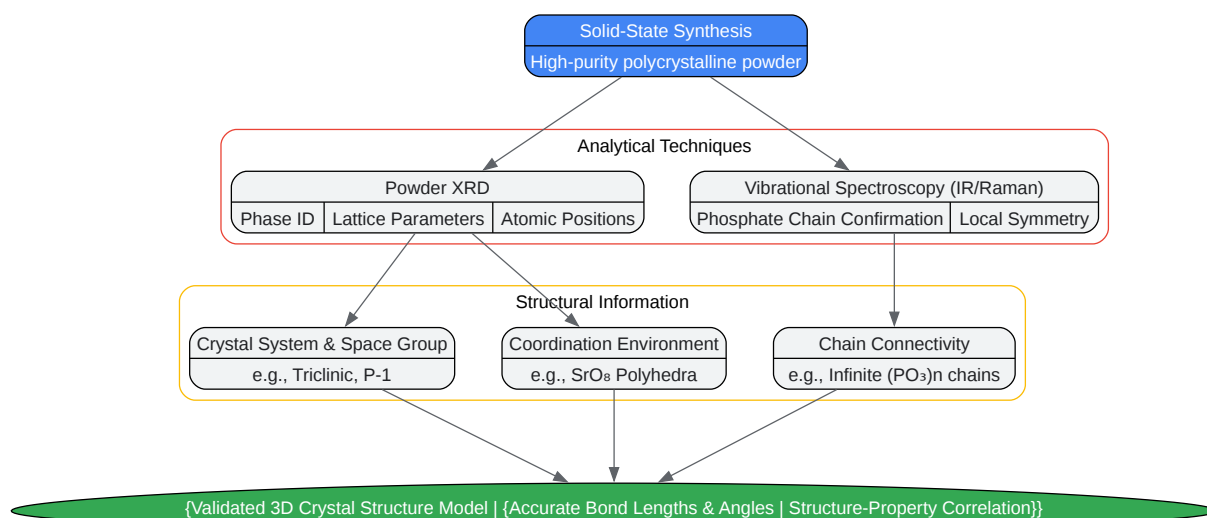 Solid-State Synthesis
High-purity polycrystalline powder
Analytical Techniques
Powder XRD
Phase ID
Lattice Parameters
Atomic Positions
Vibrational Spectroscopy (IR/Raman)
Phosphate Chain Confirmation
Local Symmetry
Structural Information
Crystal System & Space Group
e.g., Triclinic, P-1
Coordination Environment
e.g., SrO₈ Polyhedra
Chain Connectivity
e.g., Infinite (PO₃)n chains
{Validated 3D Crystal Structure Model | {Accurate Bond Lengths & Angles | Structure-Property Correlation}}